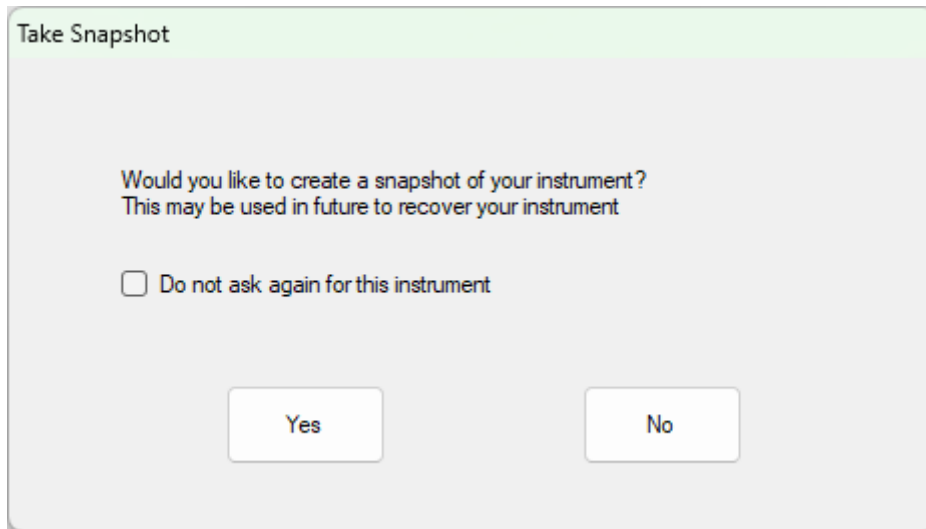 Take Snapshot
Would you like to create a snapshot of your instrument?
This may be used in future to recover your instrument
Do not ask again for this instrument
Yes
No